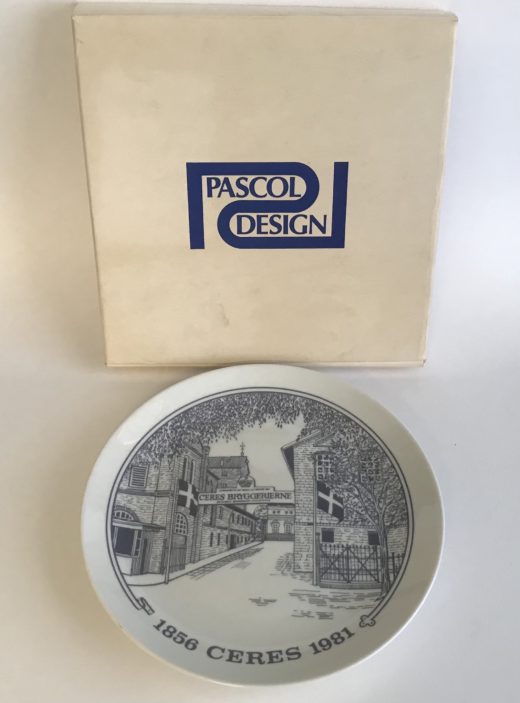 PASCOL
DESIGN
CERES BRYGGERIERNE
1856 CERES 1981